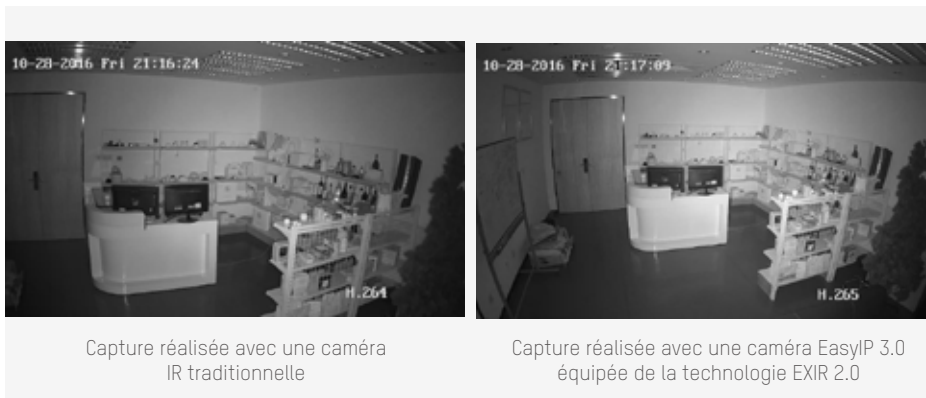 10-28-2016 Fri 21:16:24
H.264
10-28-2016 Fri 21:17:09
H.265
Capture réalisée avec une caméra
IR traditionnelle
Capture réalisée avec une caméra EasyIP 3.0
équipée de la technologie EXIR 2.0